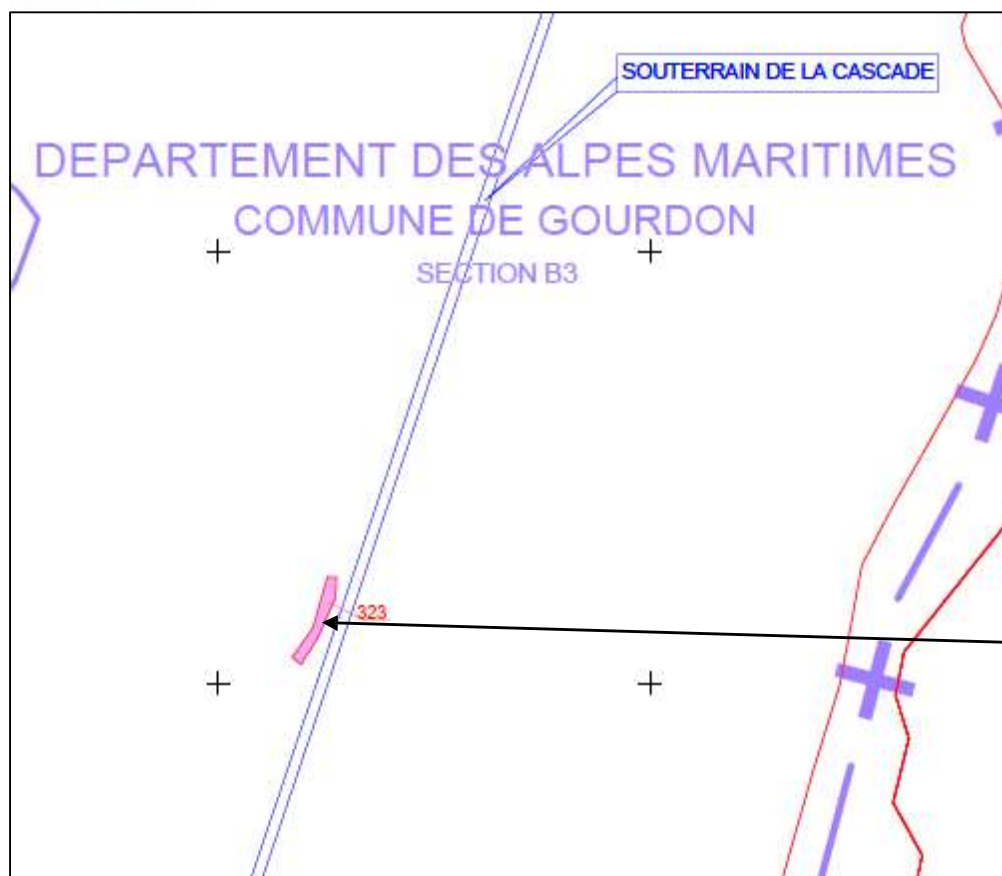 SOUTERRAIN DE LA CASCADE
DEPARTEMENT DES ALPES MARITIMES
COMMUNE DE GOURDON
SECTION B3
323